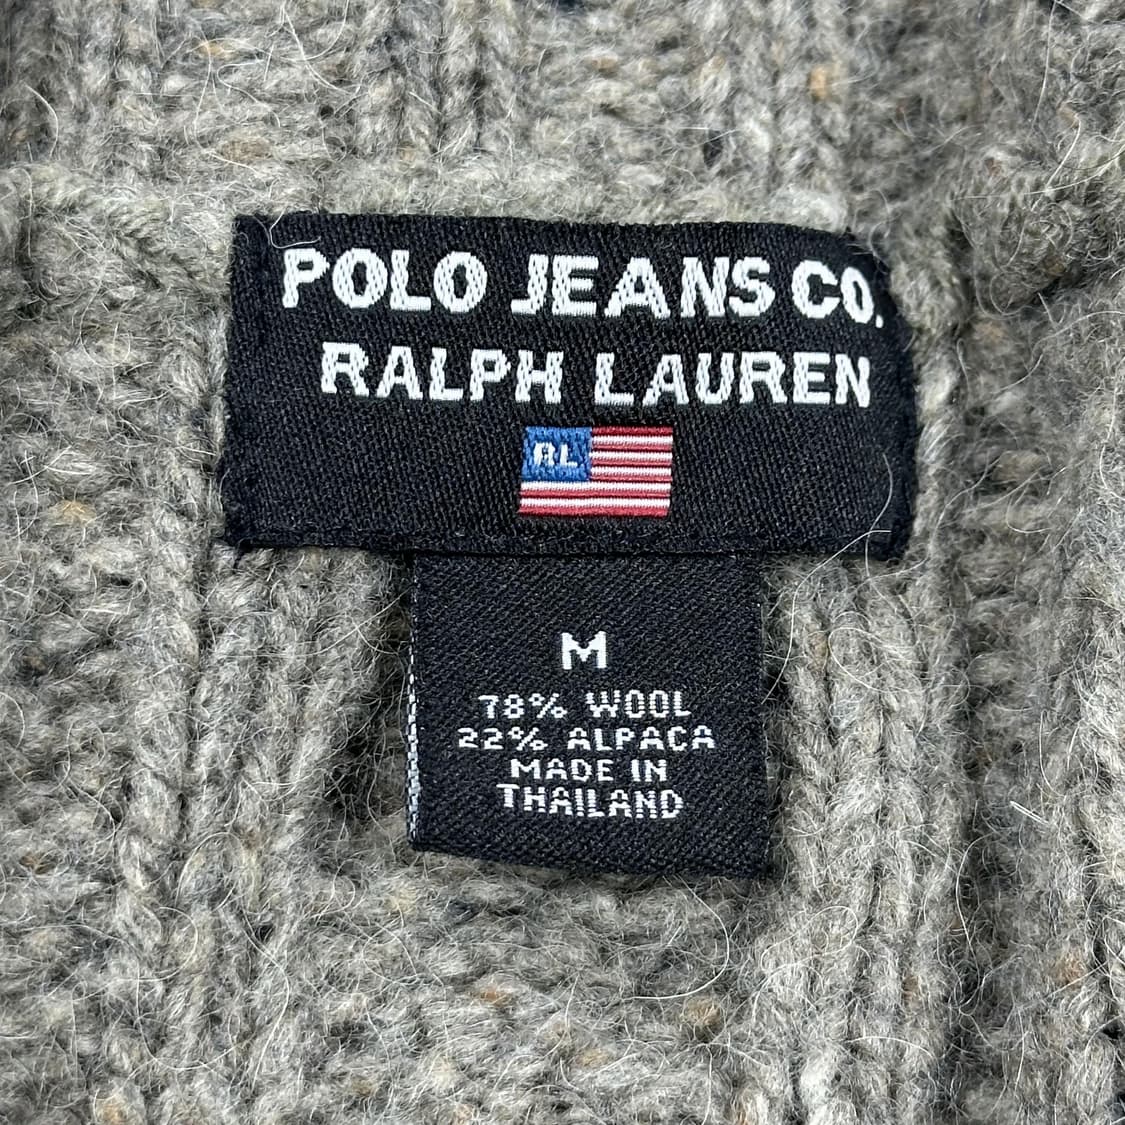 POLO JEANS CO.
RALPH LAUREN
RL
M
78% WOOL
22% ALPACA
MADE IN
THAILAND